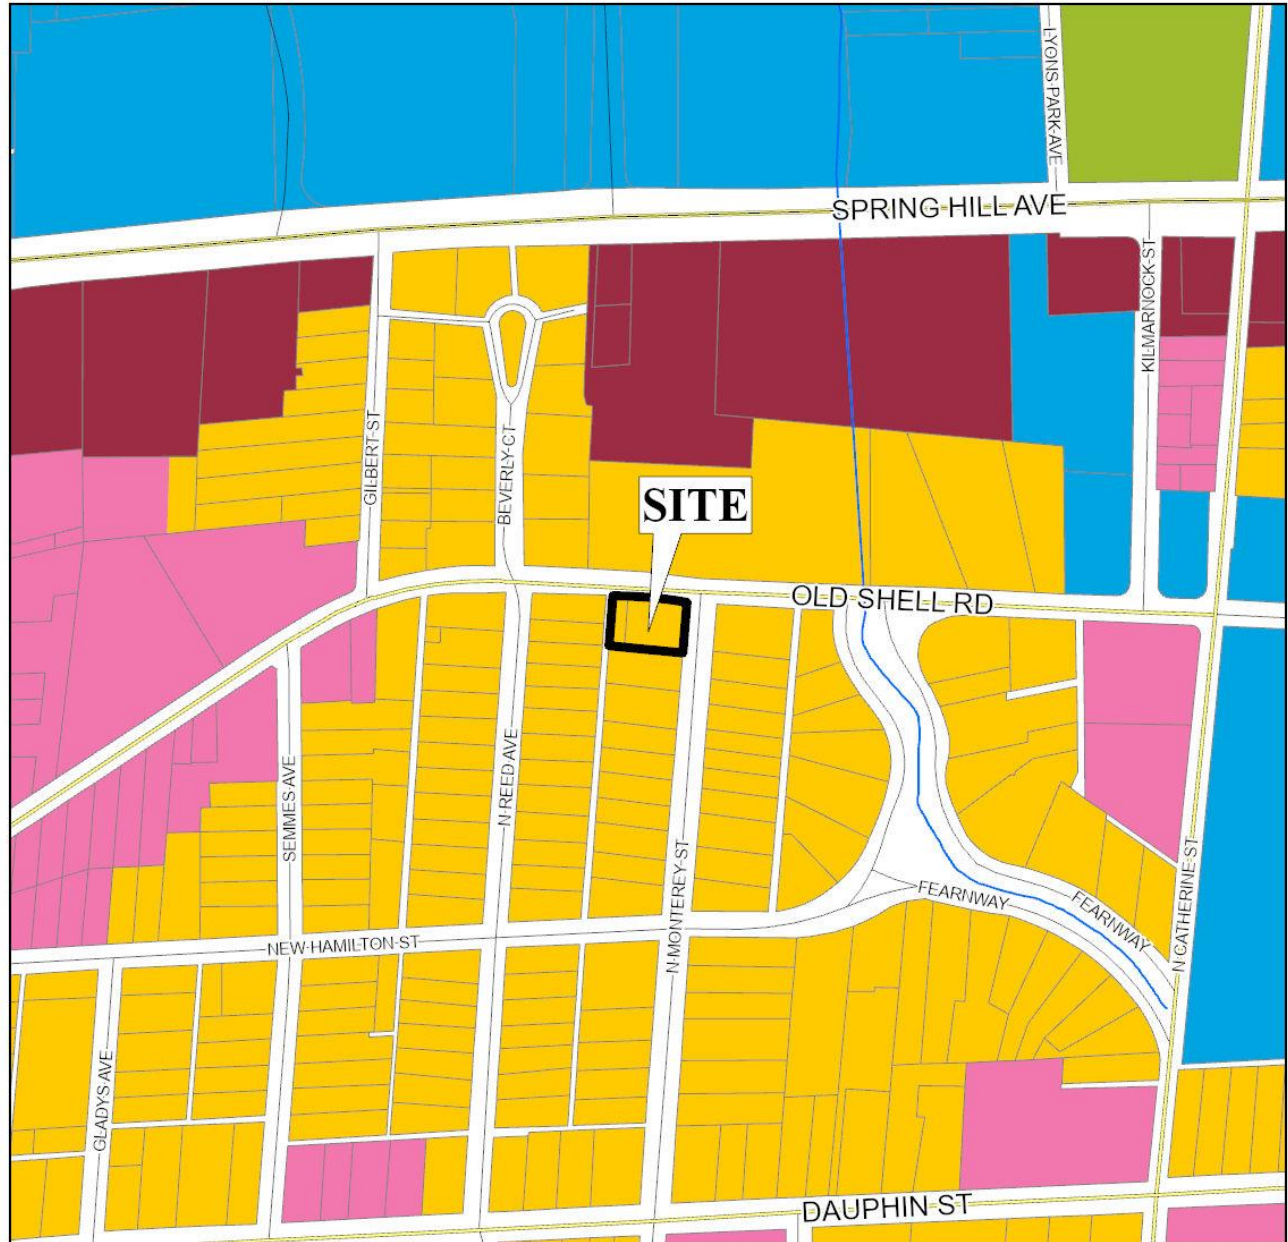 LYONS PARK AVE
SPRING HILL AVE
KILMARNOCK ST
GILBERT ST
BEVERLY CT
SITE
OLD SHELL RD
SEMMES AVE
N REED AVE
N MONTEREY ST
FEARNWAY
FEARNWAY
N CATHERINE ST
NEW HAMILTON ST
GLADYS AVE
DAUPHIN ST